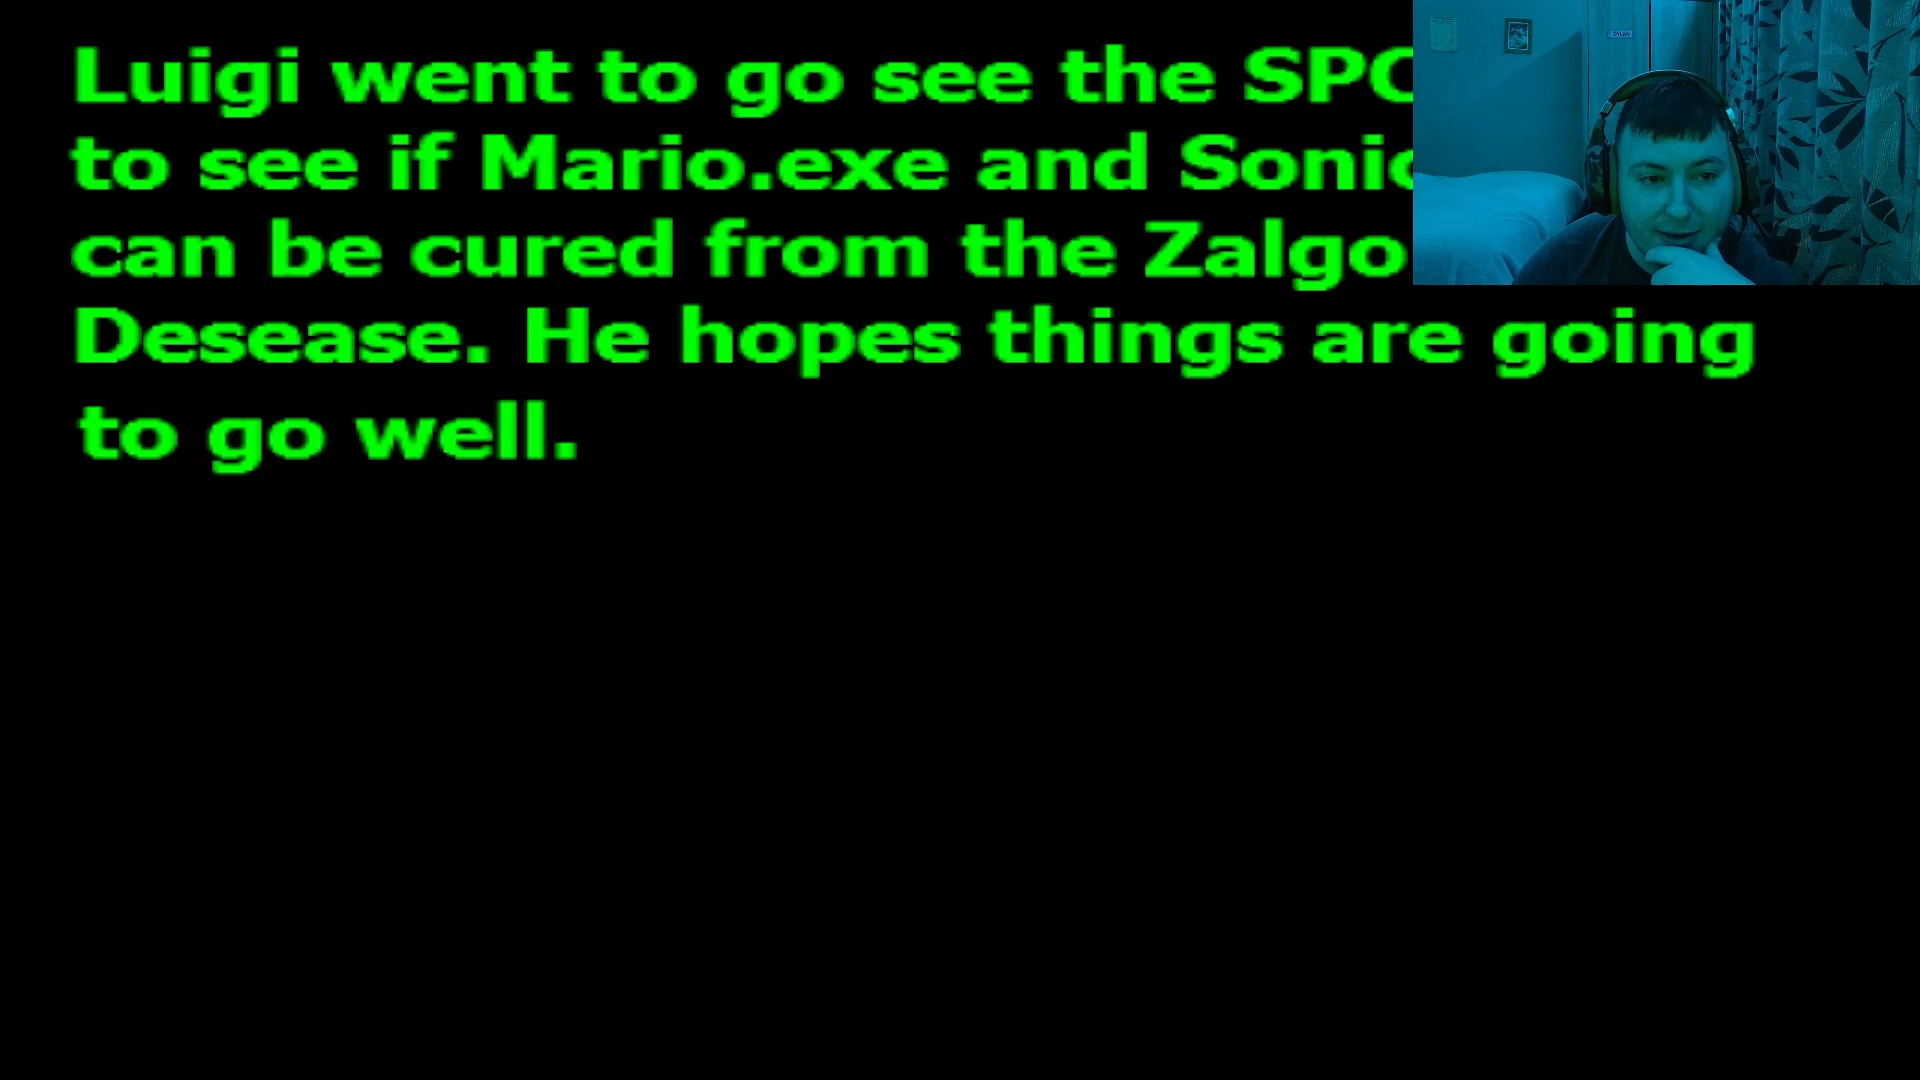 Luigi went to go see the SPC
to see if Mario.exe and Sonic
can be cured from the Zalgo
Desease. He hopes things are going
to go well.
DYLAN